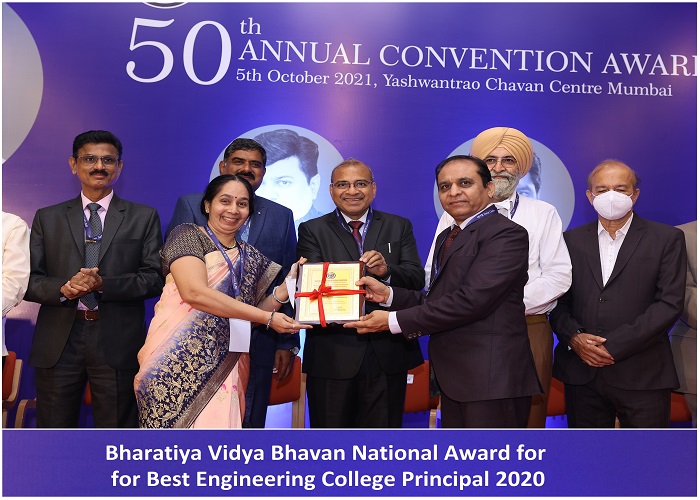 50th
ANNUAL CONVENTION AWARD
5th October 2021, Yashwantrao Chavan Centre Mumbai
Bharatiya Vidya Bhavan National Award for
for Best Engineering College Principal 2020